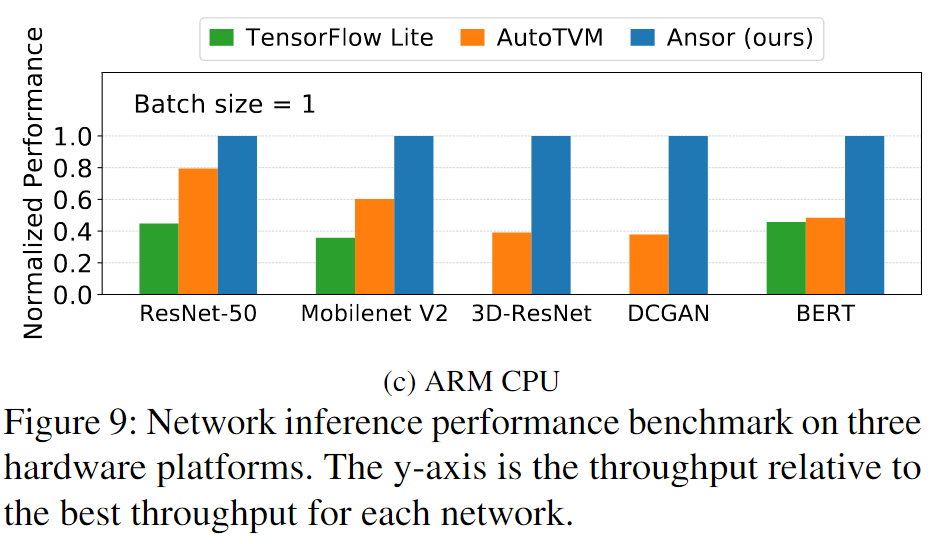 TensorFlow Lite AutoTVM Ansor (ours)
Normalized Performance
Batch size = 1
1.0
0.8
0.6
0.4
0.2
0.0
ResNet-50 Mobilenet V2 3D-ResNet DCGAN BERT
(c) ARM CPU
Figure 9: Network inference performance benchmark on three
hardware platforms. The y-axis is the throughput relative to
the best throughput for each network.